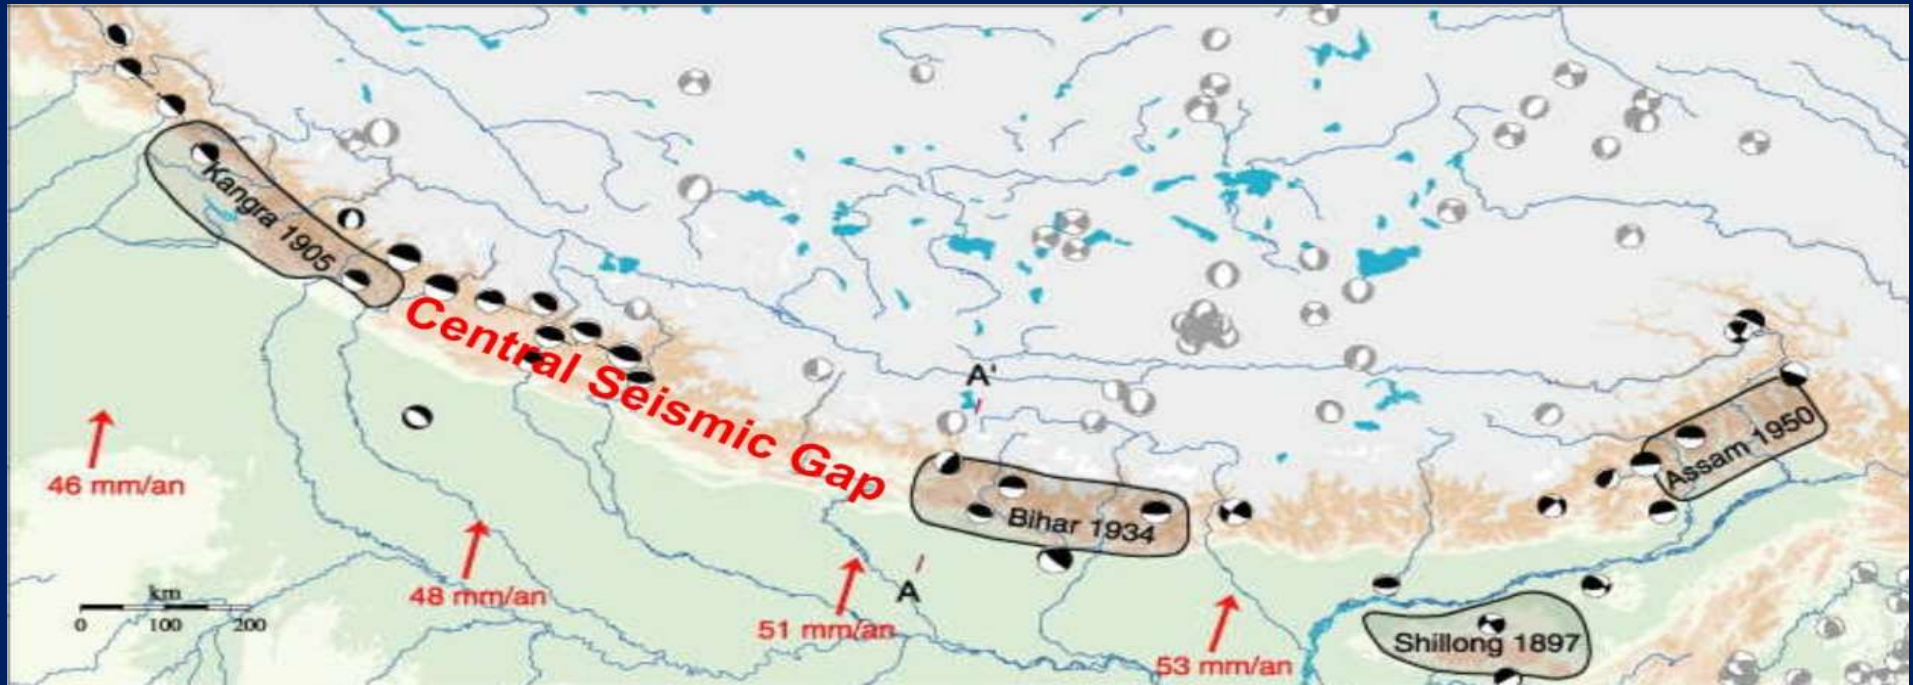 Kangra 1905
Central Seismic Gap
A'
Assam 1950
46 mm/an
Bihar 1934
48 mm/an
A
km
0 100 200
51 mm/an
Shillong 1897
53 mm/an